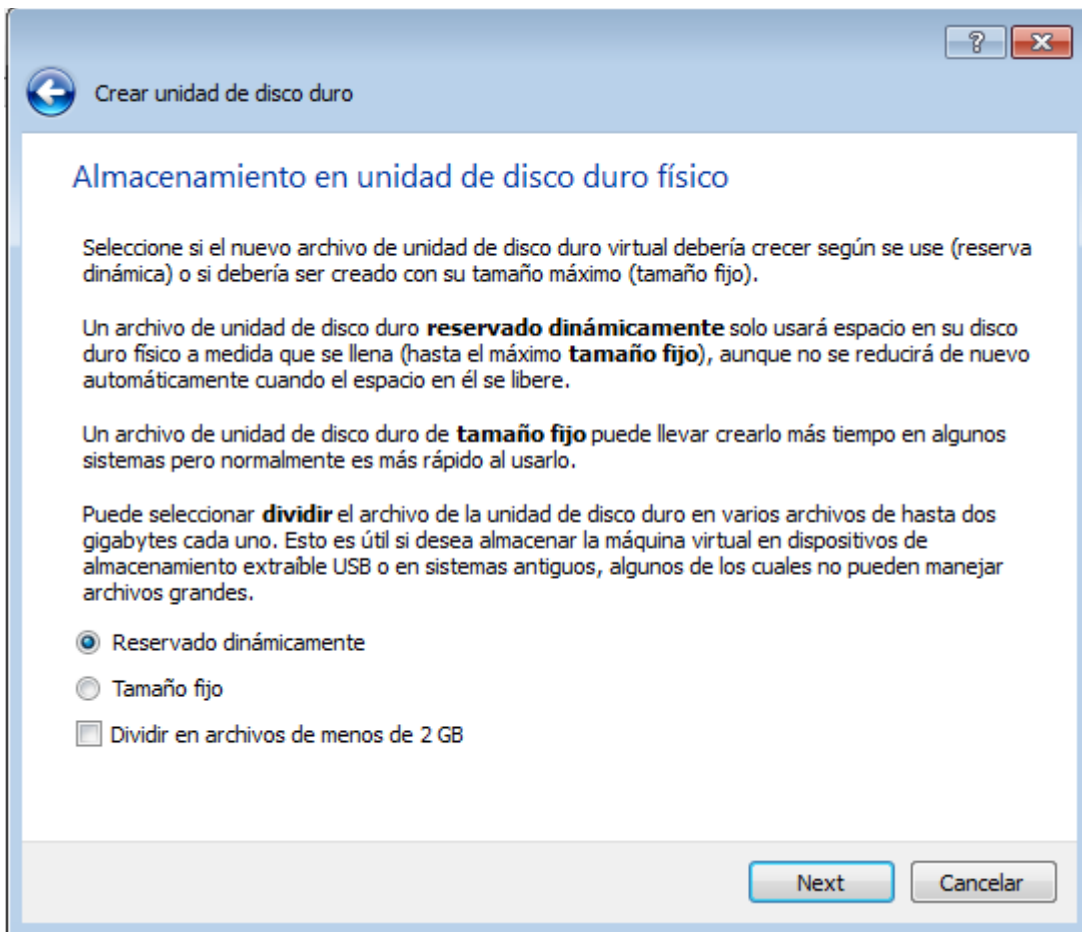 ?
Crear unidad de disco duro
Almacenamiento en unidad de disco duro físico
Seleccione si el nuevo archivo de unidad de disco duro virtual debería crecer según se use (reserva
dinámica) o si debería ser creado con su tamaño máximo (tamaño fijo).
Un archivo de unidad de disco duro reservado dinámicamente solo usará espacio en su disco
duro físico a medida que se llena (hasta el máximo tamaño fijo), aunque no se reducirá de nuevo
automáticamente cuando el espacio en él se libere.
Un archivo de unidad de disco duro de tamaño fijo puede llevar crearlo más tiempo en algunos
sistemas pero normalmente es más rápido al usarlo.
Puede seleccionar dividir el archivo de la unidad de disco duro en varios archivos de hasta dos
gigabytes cada uno. Esto es útil si desea almacenar la máquina virtual en dispositivos de
almacenamiento extraíble USB o en sistemas antiguos, algunos de los cuales no pueden manejar
archivos grandes.
Reservado dinámicamente
Tamaño fijo
Dividir en archivos de menos de 2 GB
Next Cancelar